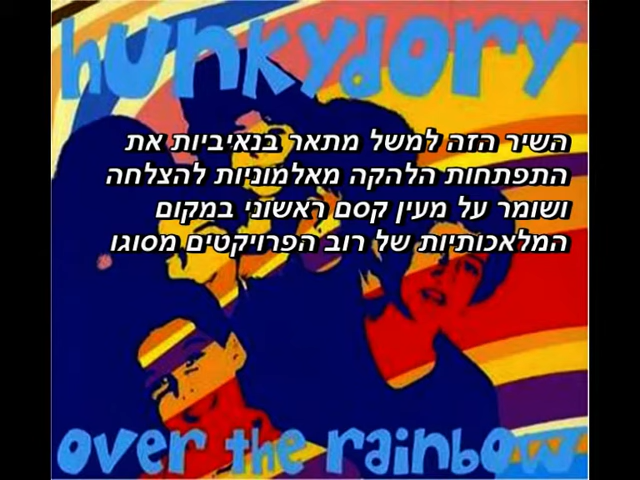 hunkydory
השיר הזה למשל מתאר בנאיביות את
התפתחות הלהקה מאלמוניות להצלחה
ושומר על מעין קסם ראשוני במקום
המלאכותיות של רוב הפרויקטים מסוגו
over the rainbow